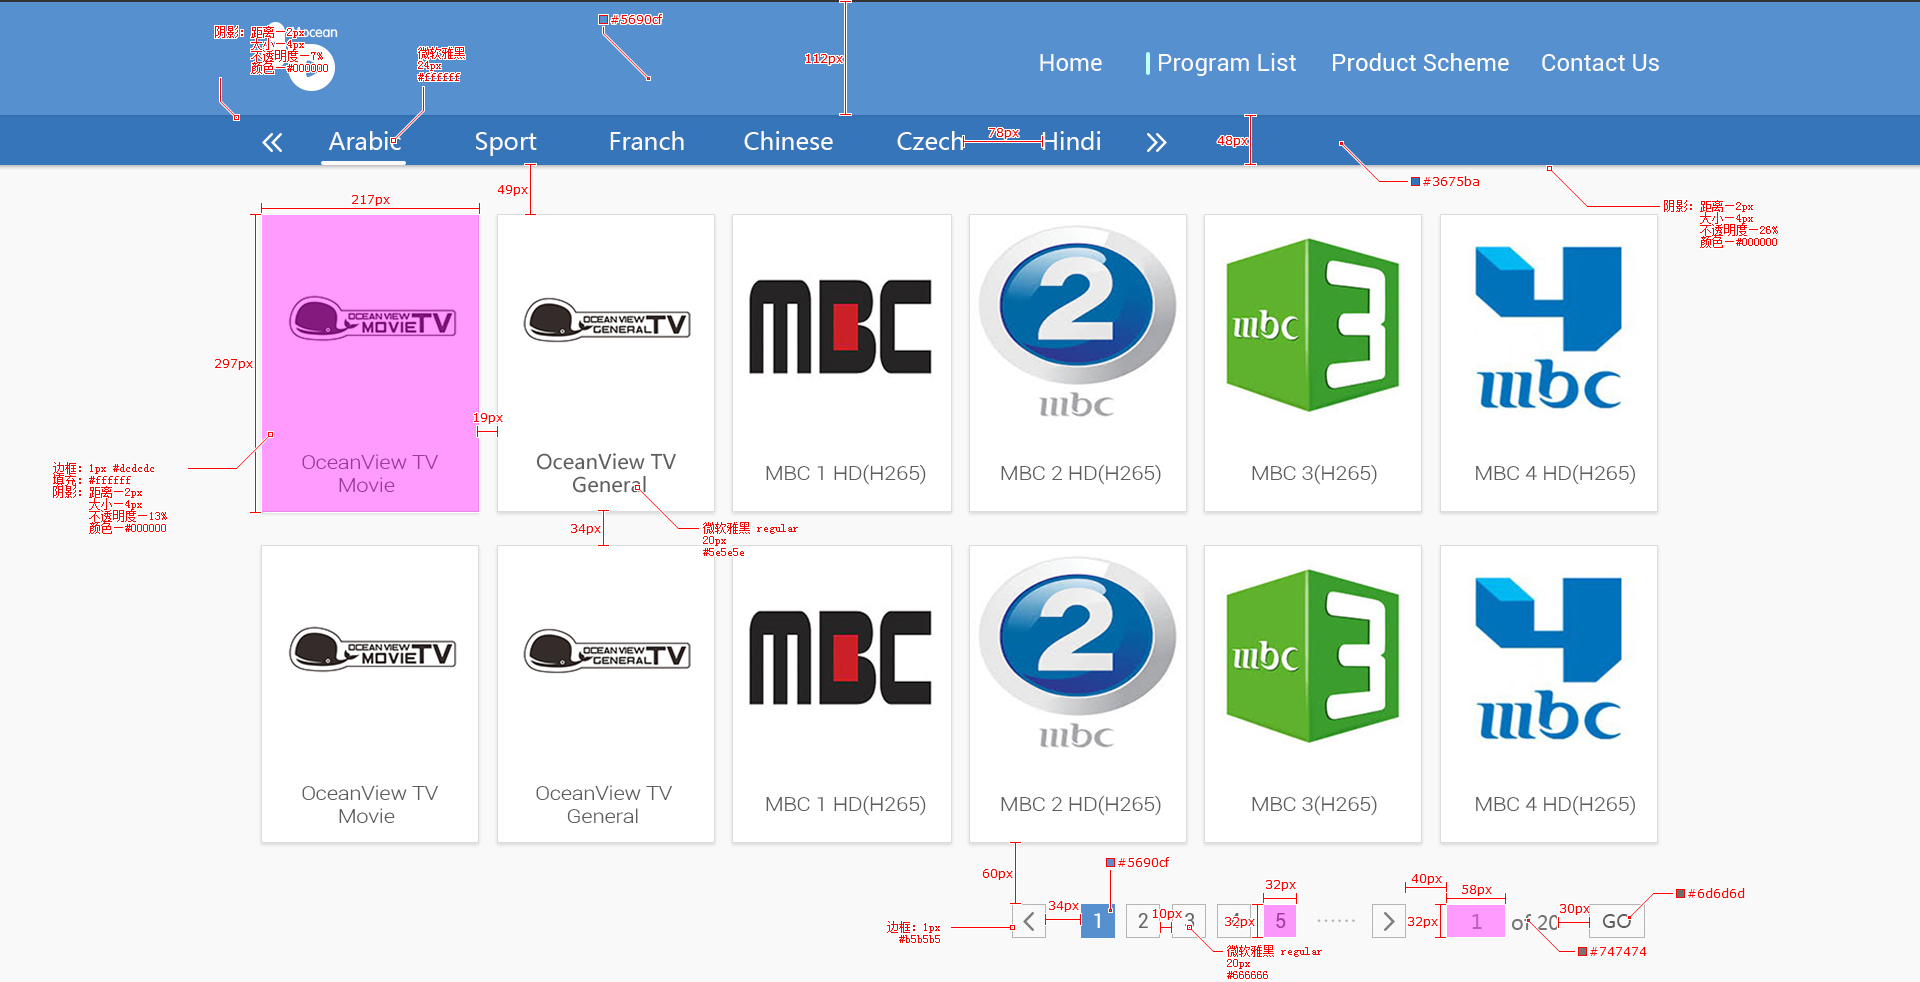 阴影：距离—2px
大小—4px
不透明度—7%
颜色—#000000
ocean
微软雅黑
24px
#ffffff
#5690cf
112px
Home
Program List
Product Scheme
Contact Us
Arabic
Sport
Franch
Chinese
Czech
78px
Hindi
48px
#3675ba
阴影：距离—2px
大小—4px
不透明度—26%
颜色—#000000
49px
217px
297px
19px
OCEAN VIEW
MOVIE TV
OceanView TV
Movie
OCEAN VIEW
GENERAL TV
OceanView TV
General
MBC
MBC 1 HD(H265)
2
mbc
MBC 2 HD(H265)
mbc
3
MBC 3(H265)
4
mbc
MBC 4 HD(H265)
边框：1px #dcdcdc
填充：#ffffff
阴影：距离—2px
大小—4px
不透明度—13%
颜色—#000000
34px
微软雅黑 regular
20px
#5e5e5e
OCEAN VIEW
MOVIE TV
OceanView TV
Movie
OCEAN VIEW
GENERAL TV
OceanView TV
General
MBC
MBC 1 HD(H265)
2
mbc
MBC 2 HD(H265)
mbc
3
MBC 3(H265)
4
mbc
MBC 4 HD(H265)
60px
#5690cf
边框：1px
#b5b5b5
34px
1
2
10px
3
4
32px
32px
5
······
40px
32px
58px
1
of 20
30px
GO
#6d6d6d
#747474
微软雅黑 regular
20px
#666666